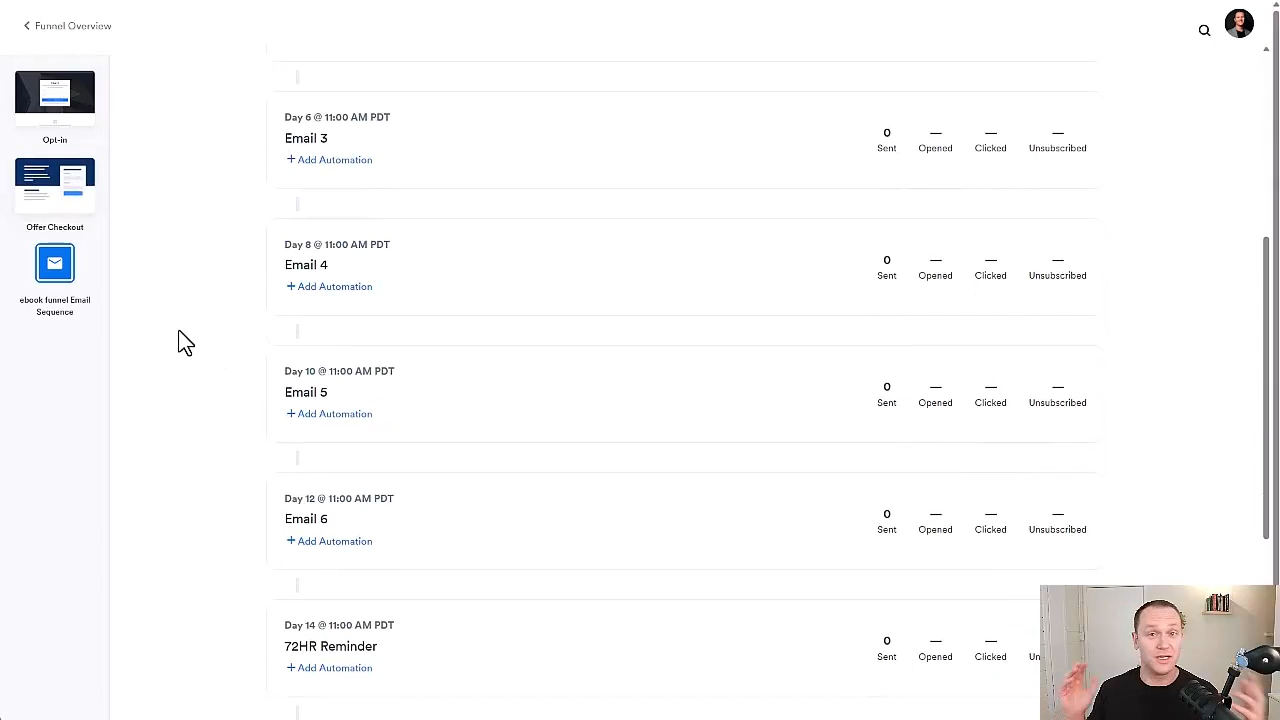 Funnel Overview
Opt-in
Offer Checkout
ebook funnel Email
Sequence
Day 6 @ 11:00 AM PDT
Email 3
+ Add Automation
0 — — —
Sent Opened Clicked Unsubscribed
Day 8 @ 11:00 AM PDT
Email 4
+ Add Automation
0 — — —
Sent Opened Clicked Unsubscribed
Day 10 @ 11:00 AM PDT
Email 5
+ Add Automation
0 — — —
Sent Opened Clicked Unsubscribed
Day 12 @ 11:00 AM PDT
Email 6
+ Add Automation
0 — — —
Sent Opened Clicked Unsubscribed
Day 14 @ 11:00 AM PDT
72HR Reminder
+ Add Automation
0 — —
Sent Opened Clicked Un